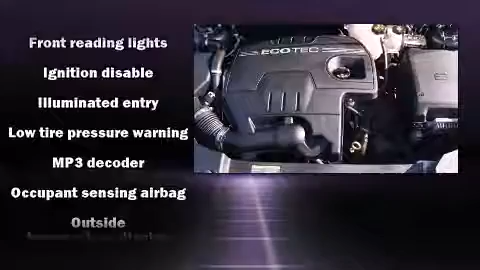 Front reading lights
Ignition disable
Illuminated entry
Low tire pressure warning
MP3 decoder
Occupant sensing airbag
Outside
ECOTEC